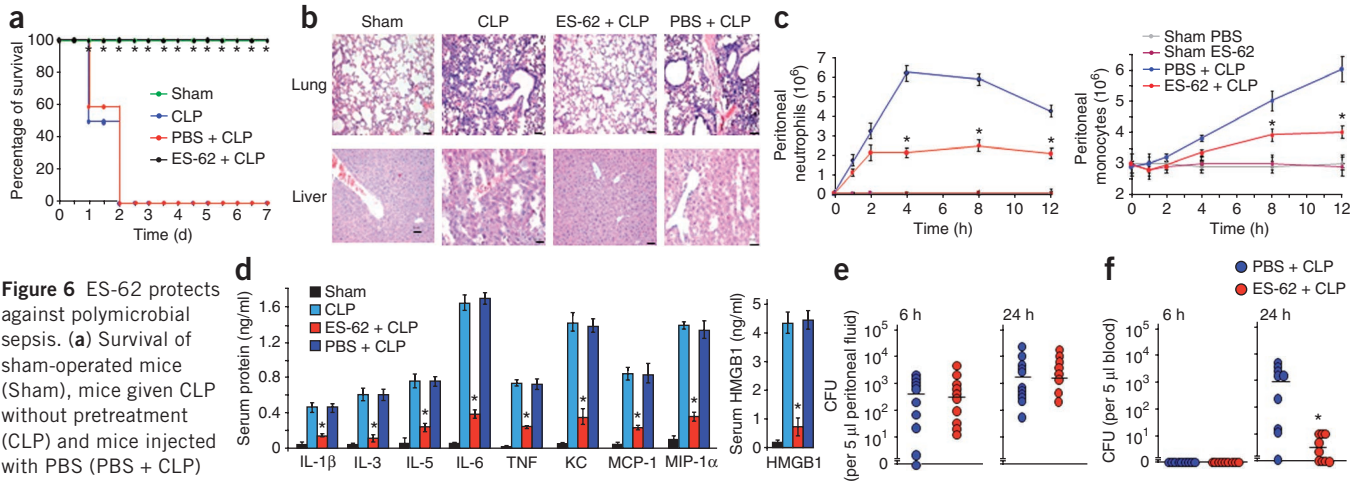 a
Percentage of survival
100
80
60
40
20
0
* * * * * * * * * * * * *
Sham
CLP
PBS + CLP
ES-62 + CLP
0 1 2 3 4 5 6 7
Time (d)
b
Sham CLP ES-62 + CLP PBS + CLP
Lung
Liver
c
Peritoneal neutrophils (10⁶)
7
6
5
4
3
2
1
0
* * *
0 2 4 6 8 10 12
Time (h)
Sham PBS
Sham ES-62
PBS + CLP
ES-62 + CLP
Peritoneal monocytes (10⁶)
7
6
5
4
3
2
0
* *
0 2 4 6 8 10 12
Time (h)
Figure 6 ES-62 protects
against polymicrobial
sepsis. (a) Survival of
sham-operated mice
(Sham), mice given CLP
without pretreatment
(CLP) and mice injected
with PBS (PBS + CLP)
d
Serum protein (ng/ml)
Sham
CLP
ES-62 + CLP
PBS + CLP
1.6
1.2
0.8
0.4
0
* * * * * * * *
IL-1β IL-3 IL-5 IL-6 TNF KC MCP-1 MIP-1α
Serum HMGB1 (ng/ml)
5
4
3
2
1
0
*
HMGB1
e
CFU
(per 5 µl peritoneal fluid)
6 h 24 h
10⁵
10⁴
10³
10²
10¹
0
f
PBS + CLP
ES-62 + CLP
CFU (per 5 µl blood)
6 h 24 h
10⁵
10⁴
10³
10²
10¹
0
*